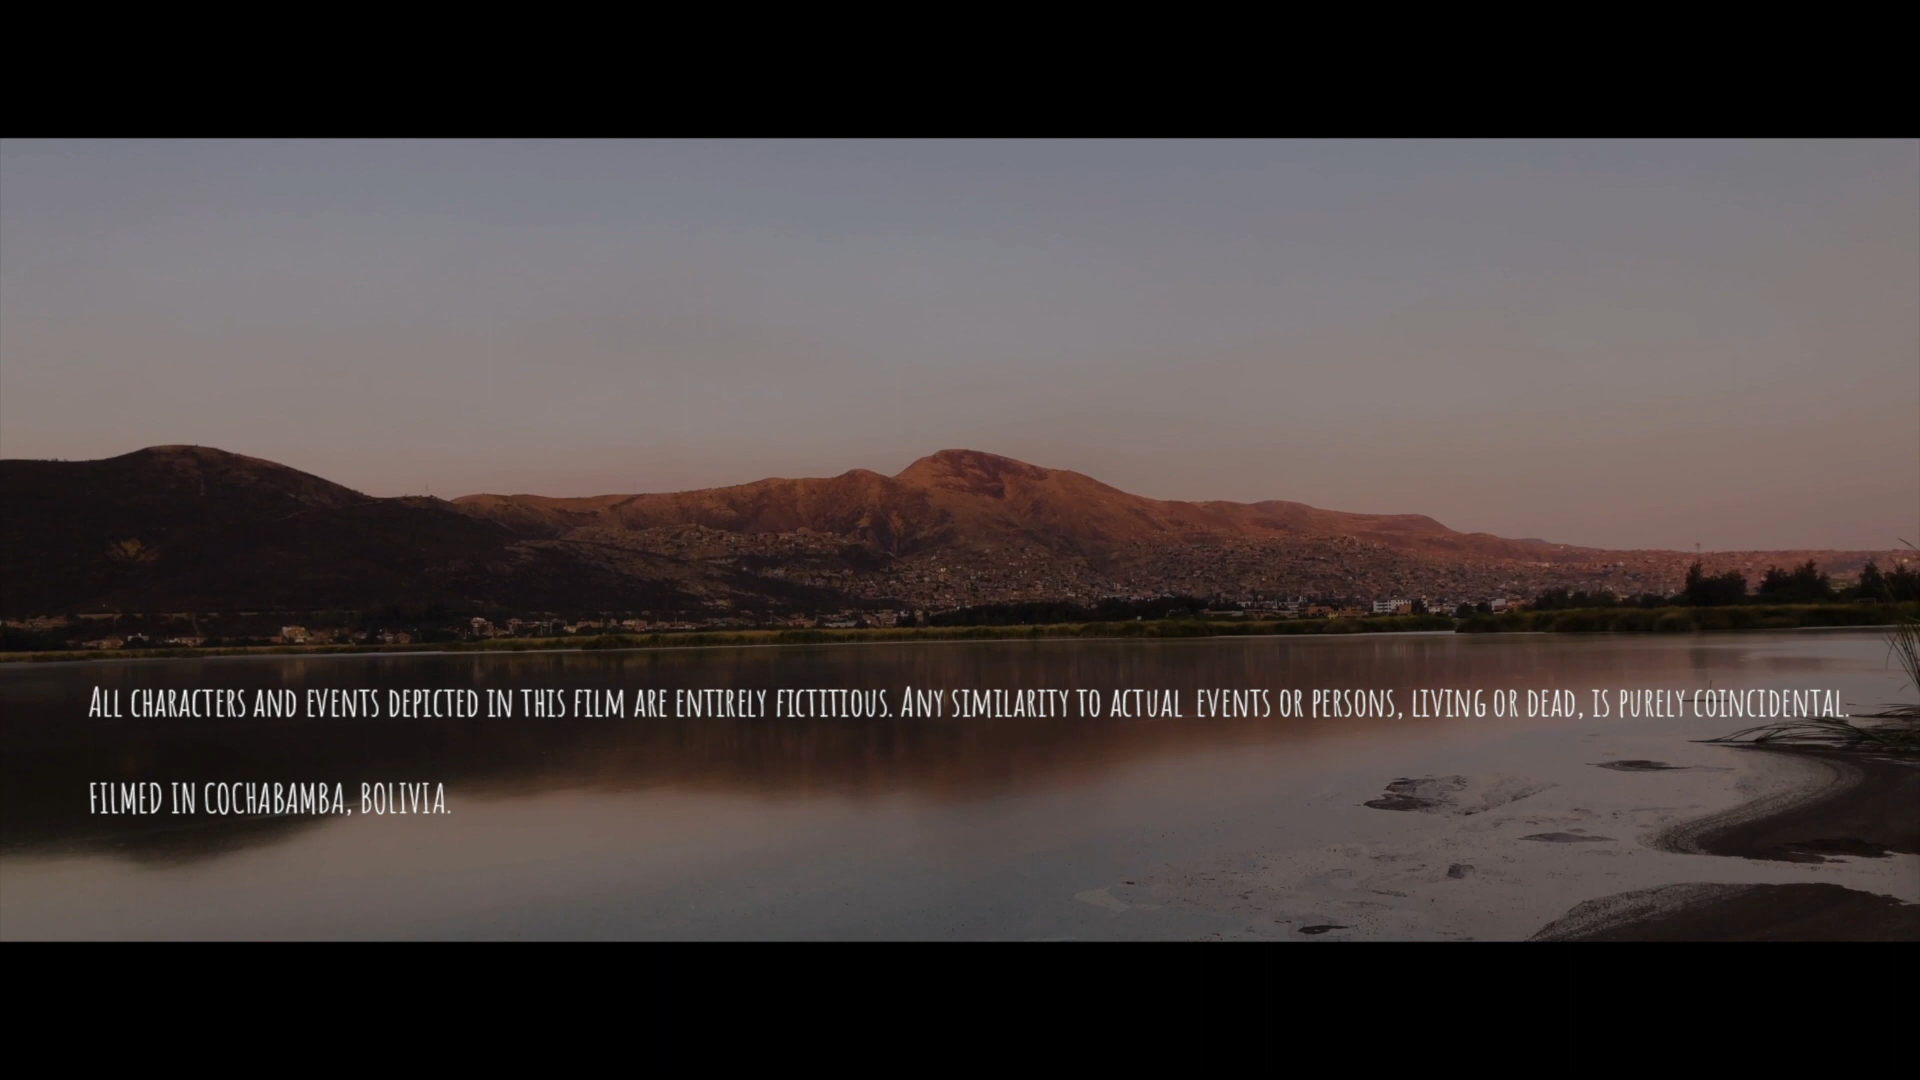 All characters and events depicted in this film are entirely fictitious. Any similarity to actual events or persons, living or dead, is purely coincidental.
FILMED IN COCHABAMBA, BOLIVIA.